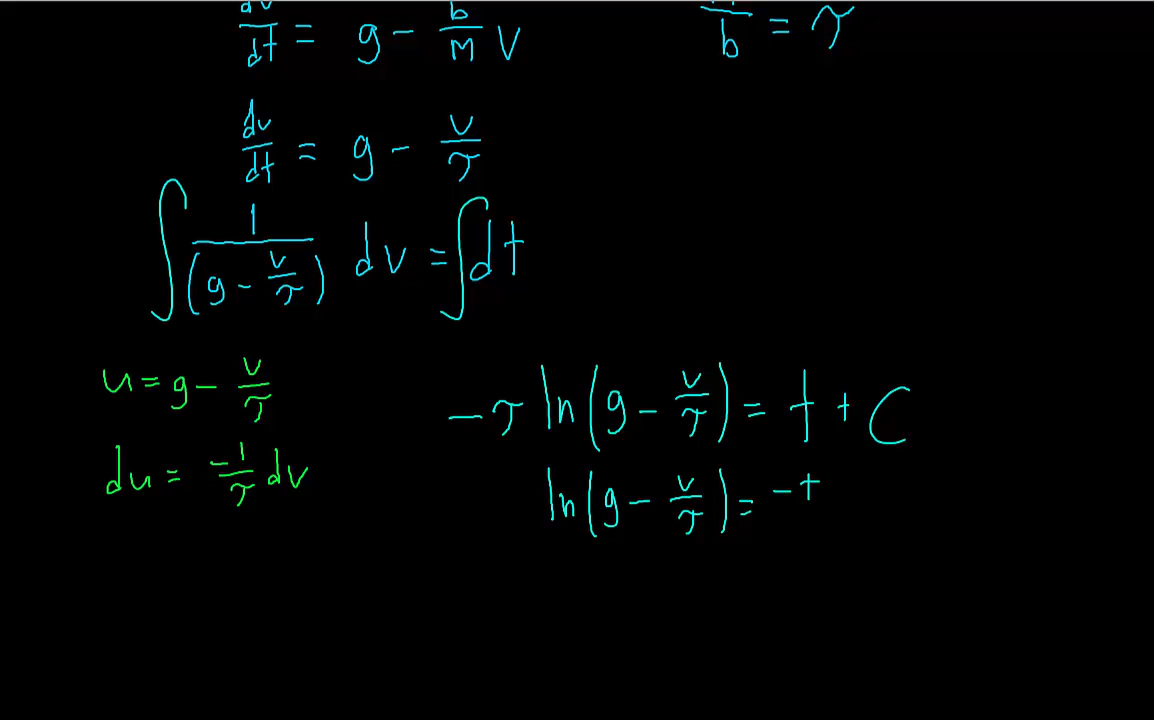 dv/dt = g - b/M v
/b = τ
dv/dt = g - v/τ
∫ 1/(g - v/τ) dv = ∫ dt
u = g - v/τ
-τ ln(g - v/τ) = t + C
du = -1/τ dv
ln(g - v/τ) = -t